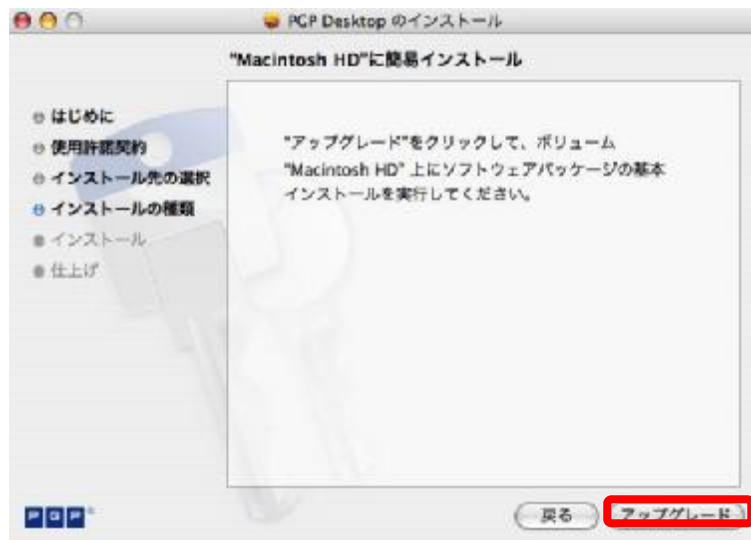 PGP Desktop のインストール
"Macintosh HD"に簡易インストール
はじめに
使用許諾契約
インストール先の選択
インストールの種類
インストール
仕上げ
"アップグレード"をクリックして、ボリューム
"Macintosh HD" 上にソフトウェアパッケージの基本
インストールを実行してください。
PGP®
戻る
アップグレード